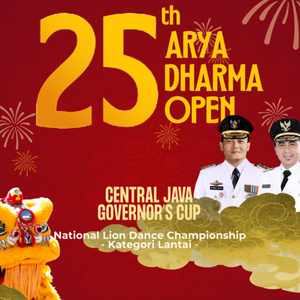 25th
ARYA
DHARMA
OPEN
CENTRAL JAVA
GOVERNOR'S CUP
National Lion Dance Championship
- Kategori Lantai -